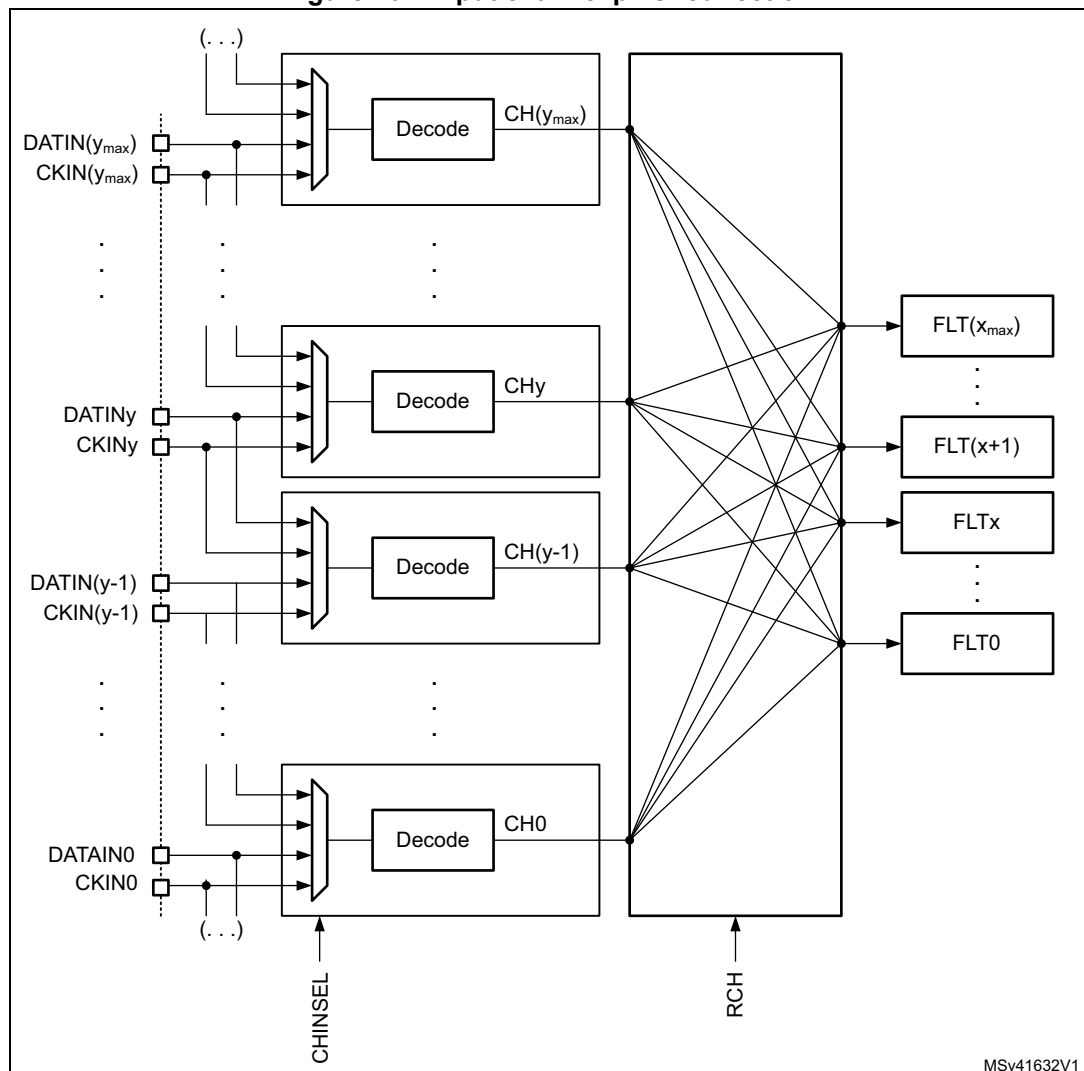 (. . .)
CH(ymax)
Decode
DATIN(ymax)
CKIN(ymax)
FLT(xmax)
CHy
Decode
DATINy
CKINy
FLT(x+1)
FLTx
CH(y-1)
Decode
DATIN(y-1)
CKIN(y-1)
FLT0
CH0
Decode
DATAIN0
CKIN0
(. . .)
CHINSEL
RCH
MSv41632V1